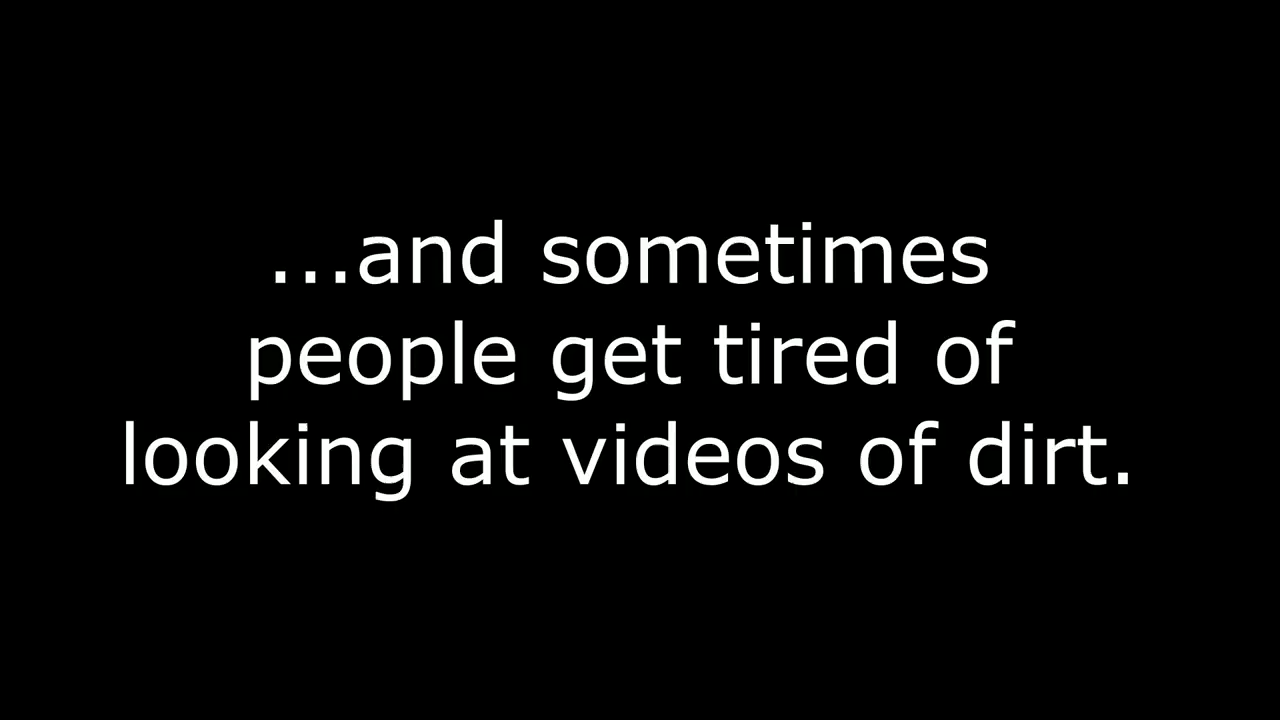 ...and sometimes
people get tired of
looking at videos of dirt.